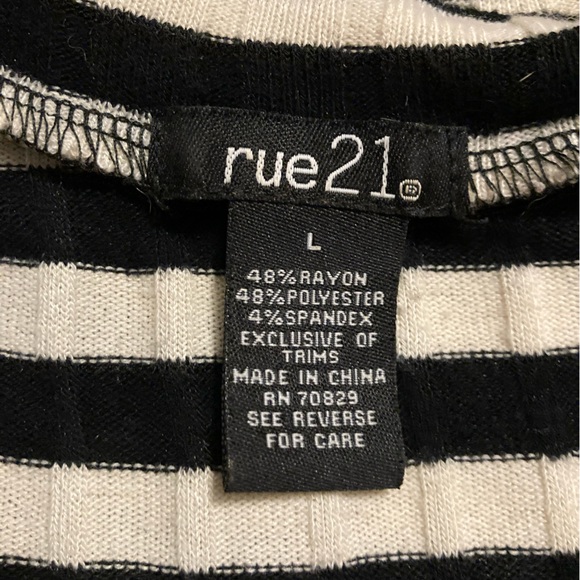 rue21®
L
48%RAYON
48%POLYESTER
4%SPANDEX
EXCLUSIVE OF
TRIMS
MADE IN CHINA
RN 70829
SEE REVERSE
FOR CARE